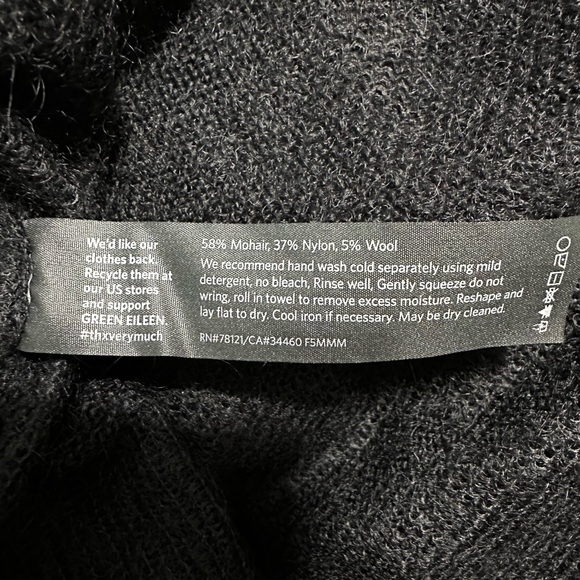 We'd like our
clothes back.
Recycle them at
our US stores
and support
GREEN EILEEN.
#thxverymuch
58% Mohair, 37% Nylon, 5% Wool
We recommend hand wash cold separately using mild
detergent, no bleach, Rinse well, Gently squeeze do not
wring, roll in towel to remove excess moisture. Reshape and
lay flat to dry. Cool iron if necessary. May be dry cleaned.
RN#78121/CA#34460 F5MMM